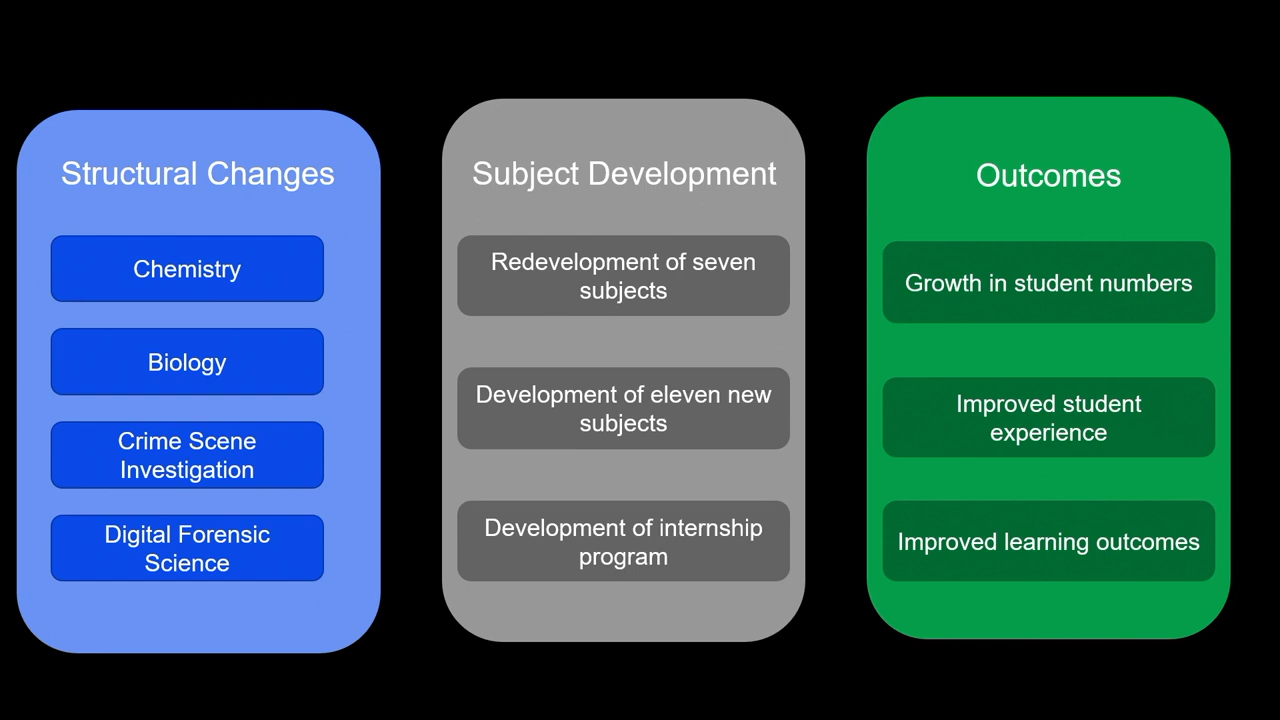 Structural Changes
Chemistry
Biology
Crime Scene
Investigation
Digital Forensic
Science
Subject Development
Redevelopment of seven
subjects
Development of eleven new
subjects
Development of internship
program
Outcomes
Growth in student numbers
Improved student
experience
Improved learning outcomes